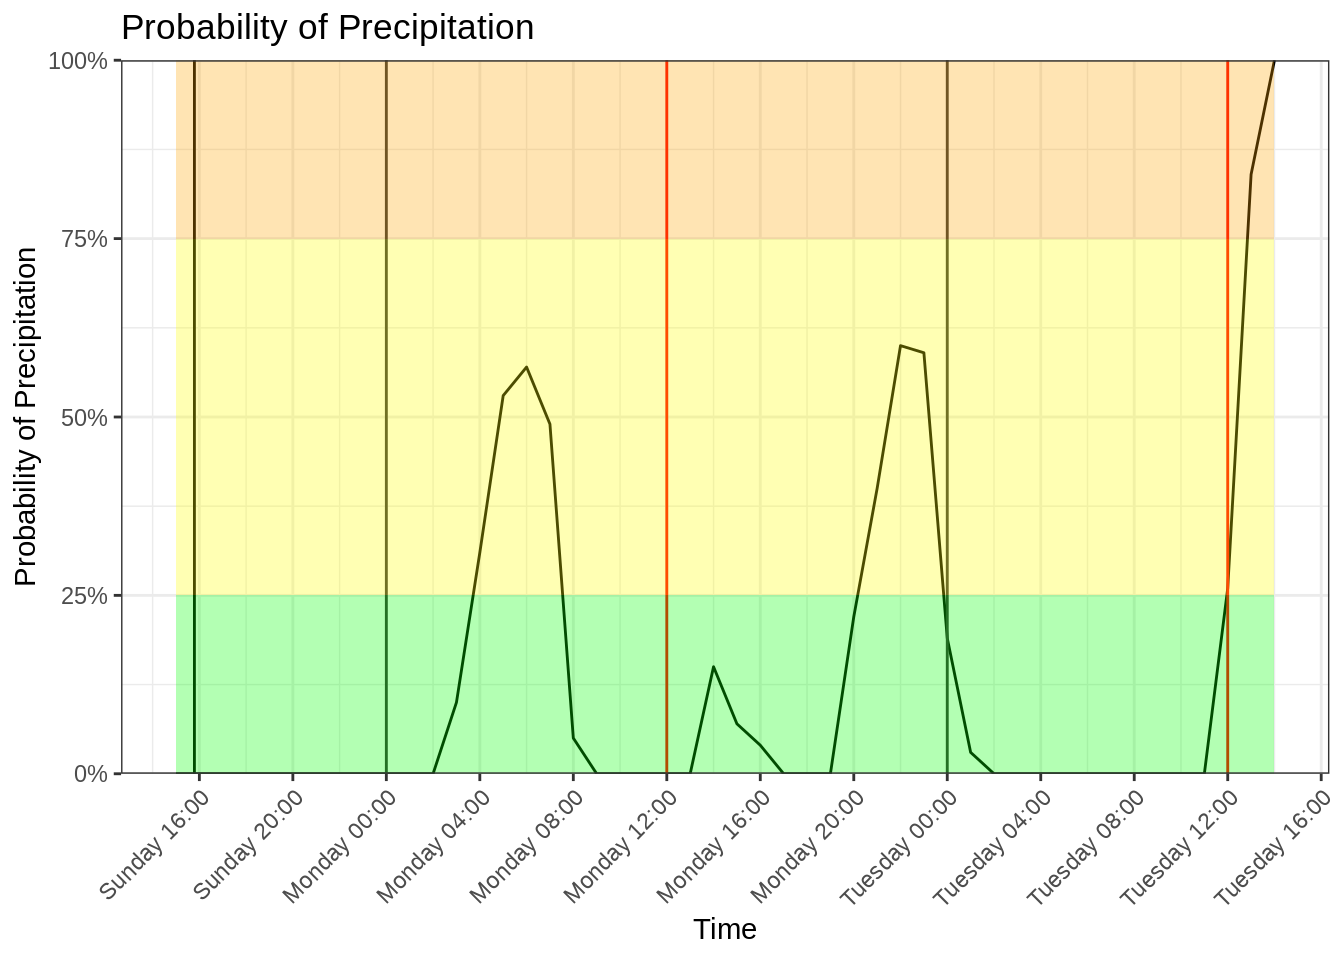 Probability of Precipitation
Probability of Precipitation
100%
75%
50%
25%
0%
Sunday 16:00
Sunday 20:00
Monday 00:00
Monday 04:00
Monday 08:00
Monday 12:00
Monday 16:00
Monday 20:00
Tuesday 00:00
Tuesday 04:00
Tuesday 08:00
Tuesday 12:00
Tuesday 16:00
Time